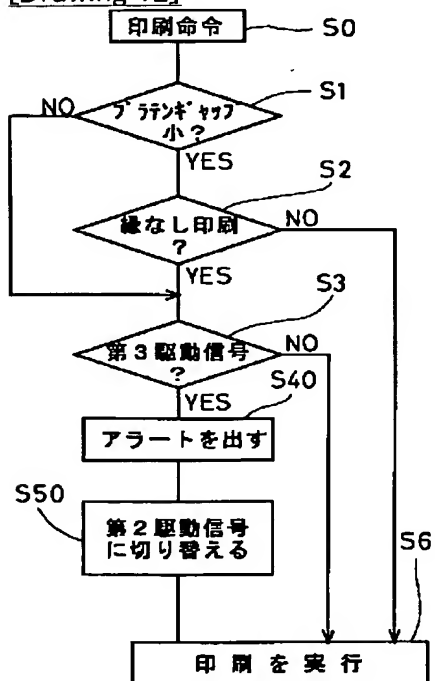 印刷命令 S0
プラテンギャップ S1
小?
NO
YES
S2
縁なし印刷 NO
?
YES
S3
第3駆動信号 NO
?
YES S40
アラートを出す
S50
第2駆動信号
に切り替える
S6
印刷を実行